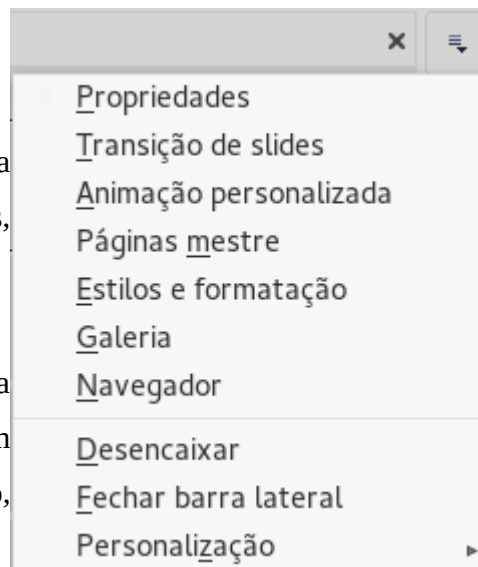 Propriedades
a
Transição de slides
Animação personalizada
,
Páginas mestre
Estilos e formatação
Galeria
a
Navegador
n
Desencaixar
,
Fechar barra lateral
Personalização